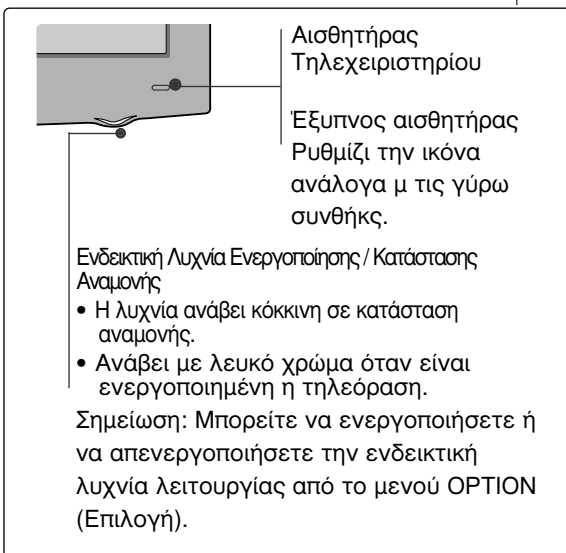 Αισθητήρας
Τηλεχειριστηρίου
Έξυπνος αισθητήρας
Ρυθμίζι την ικόνα
ανάλογα μ τις γύρω
συνθήκς.
Ενδεικτική Λυχνία Ενεργοποίησης / Κατάστασης
Αναμονής
• Η λυχνία ανάβει κόκκινη σε κατάσταση
αναμονής.
• Ανάβει με λευκό χρώμα όταν είναι
ενεργοποιημένη η τηλεόραση.
Σημείωση: Μπορείτε να ενεργοποιήσετε ή
να απενεργοποιήσετε την ενδεικτική
λυχνία λειτουργίας από το μενού OPTION
(Επιλογή).